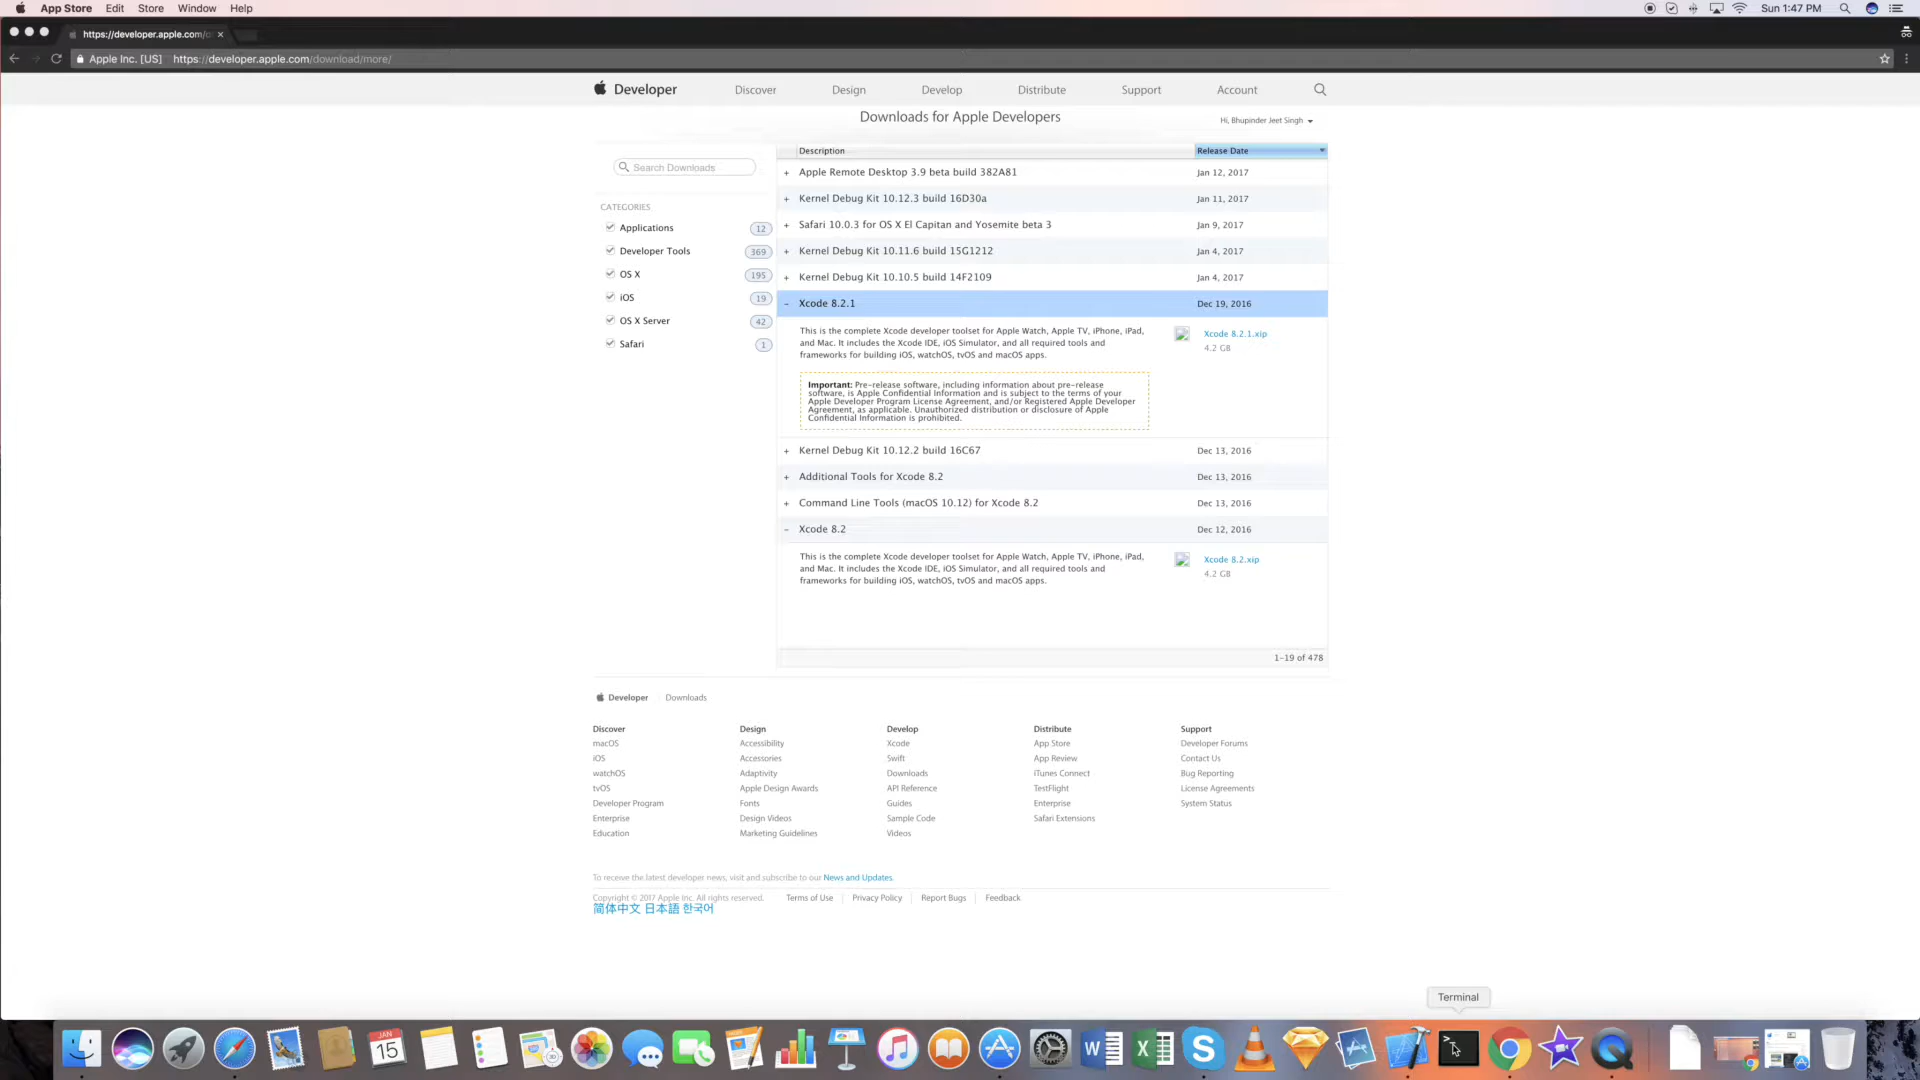 App Store Edit Store Window Help
Sun 1:47 PM
https://developer.apple.com/
Apple Inc. [US] https://developer.apple.com/download/more/
Developer Discover Design Develop Distribute Support Account
Downloads for Apple Developers
Hi, Bhupinder Jeet Singh
Search Downloads
CATEGORIES
Applications 12
Developer Tools 369
OS X 195
iOS 19
OS X Server 42
Safari 1
Description Release Date
+ Apple Remote Desktop 3.9 beta build 382A81 Jan 12, 2017
+ Kernel Debug Kit 10.12.3 build 16D30a Jan 11, 2017
+ Safari 10.0.3 for OS X El Capitan and Yosemite beta 3 Jan 9, 2017
+ Kernel Debug Kit 10.11.6 build 15G1212 Jan 4, 2017
+ Kernel Debug Kit 10.10.5 build 14F2109 Jan 4, 2017
− Xcode 8.2.1 Dec 19, 2016
This is the complete Xcode developer toolset for Apple Watch, Apple TV, iPhone, iPad,
and Mac. It includes the Xcode IDE, iOS Simulator, and all required tools and
frameworks for building iOS, watchOS, tvOS and macOS apps.
Xcode 8.2.1.xip
4.2 GB
Important: Pre-release software, including information about pre-release
software, is Apple Confidential Information and is subject to the terms of your
Apple Developer Program License Agreement, and/or Registered Apple Developer
Agreement, as applicable. Unauthorized distribution or disclosure of Apple
Confidential Information is prohibited.
+ Kernel Debug Kit 10.12.2 build 16C67 Dec 13, 2016
+ Additional Tools for Xcode 8.2 Dec 13, 2016
+ Command Line Tools (macOS 10.12) for Xcode 8.2 Dec 13, 2016
− Xcode 8.2 Dec 12, 2016
This is the complete Xcode developer toolset for Apple Watch, Apple TV, iPhone, iPad,
and Mac. It includes the Xcode IDE, iOS Simulator, and all required tools and
frameworks for building iOS, watchOS, tvOS and macOS apps.
Xcode 8.2.xip
4.2 GB
1-19 of 478
Developer Downloads
Discover
macOS
iOS
watchOS
tvOS
Developer Program
Enterprise
Education
Design
Accessibility
Accessories
Adaptivity
Apple Design Awards
Fonts
Design Videos
Marketing Guidelines
Develop
Xcode
Swift
Downloads
API Reference
Guides
Sample Code
Videos
Distribute
App Store
App Review
iTunes Connect
TestFlight
Enterprise
Safari Extensions
Support
Developer Forums
Contact Us
Bug Reporting
License Agreements
System Status
To receive the latest developer news, visit and subscribe to our News and Updates.
Copyright © 2017 Apple Inc. All rights reserved. Terms of Use Privacy Policy Report Bugs Feedback
简体中文 日本語 한국어
Terminal
JAN
15